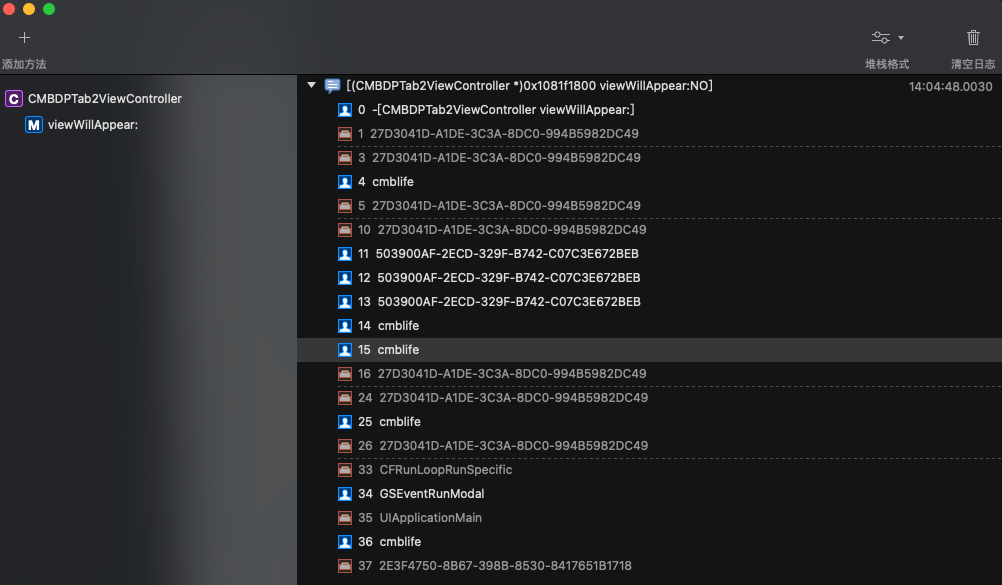 添加方法
堆栈格式
清空日志
C CMBDPTab2ViewController
M viewWillAppear:
[(CMBDPTab2ViewController *)0x1081f1800 viewWillAppear:NO]
14:04:48.0030
0 -[CMBDPTab2ViewController viewWillAppear:]
1 27D3041D-A1DE-3C3A-8DC0-994B5982DC49
3 27D3041D-A1DE-3C3A-8DC0-994B5982DC49
4 cmblife
5 27D3041D-A1DE-3C3A-8DC0-994B5982DC49
10 27D3041D-A1DE-3C3A-8DC0-994B5982DC49
11 503900AF-2ECD-329F-B742-C07C3E672BEB
12 503900AF-2ECD-329F-B742-C07C3E672BEB
13 503900AF-2ECD-329F-B742-C07C3E672BEB
14 cmblife
15 cmblife
16 27D3041D-A1DE-3C3A-8DC0-994B5982DC49
24 27D3041D-A1DE-3C3A-8DC0-994B5982DC49
25 cmblife
26 27D3041D-A1DE-3C3A-8DC0-994B5982DC49
33 CFRunLoopRunSpecific
34 GSEventRunModal
35 UIApplicationMain
36 cmblife
37 2E3F4750-8B67-398B-8530-8417651B1718